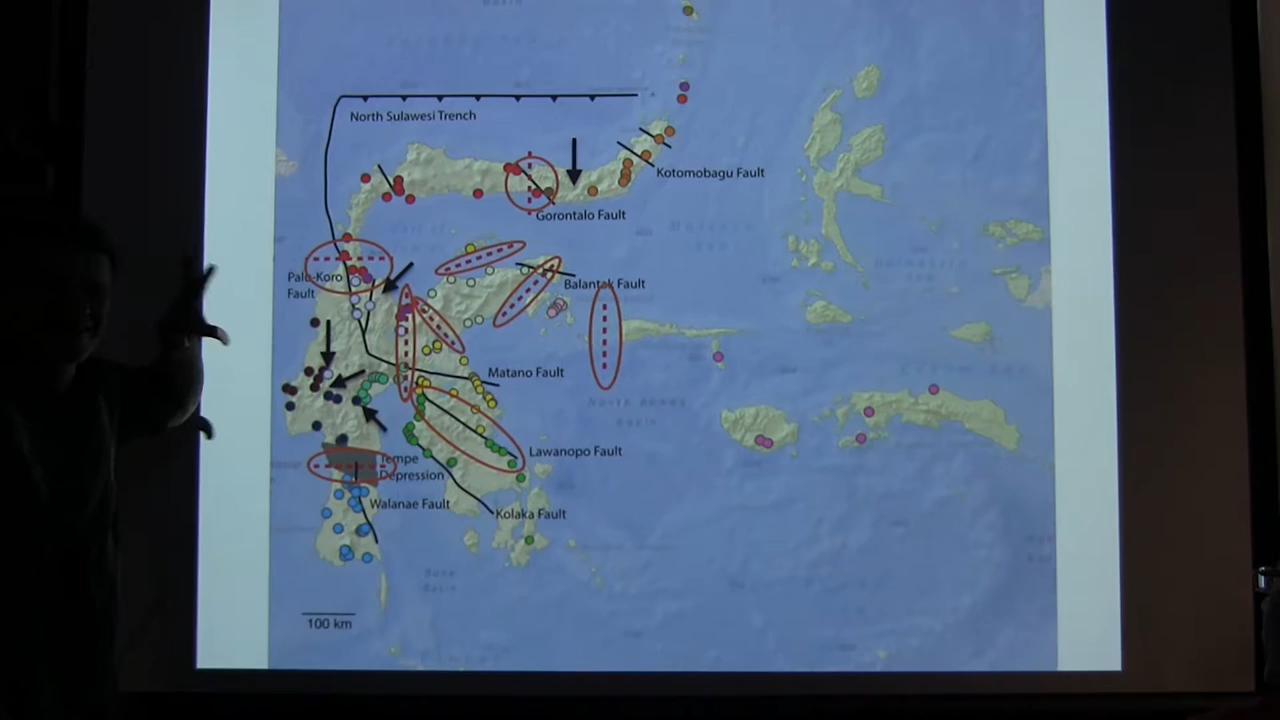 North Sulawesi Trench
Kotomobagu Fault
Gorontalo Fault
Palu-Koro
Fault
Balantak Fault
Matano Fault
Lawanopo Fault
Tempe
Depression
Walanae Fault
Kolaka Fault
100 km